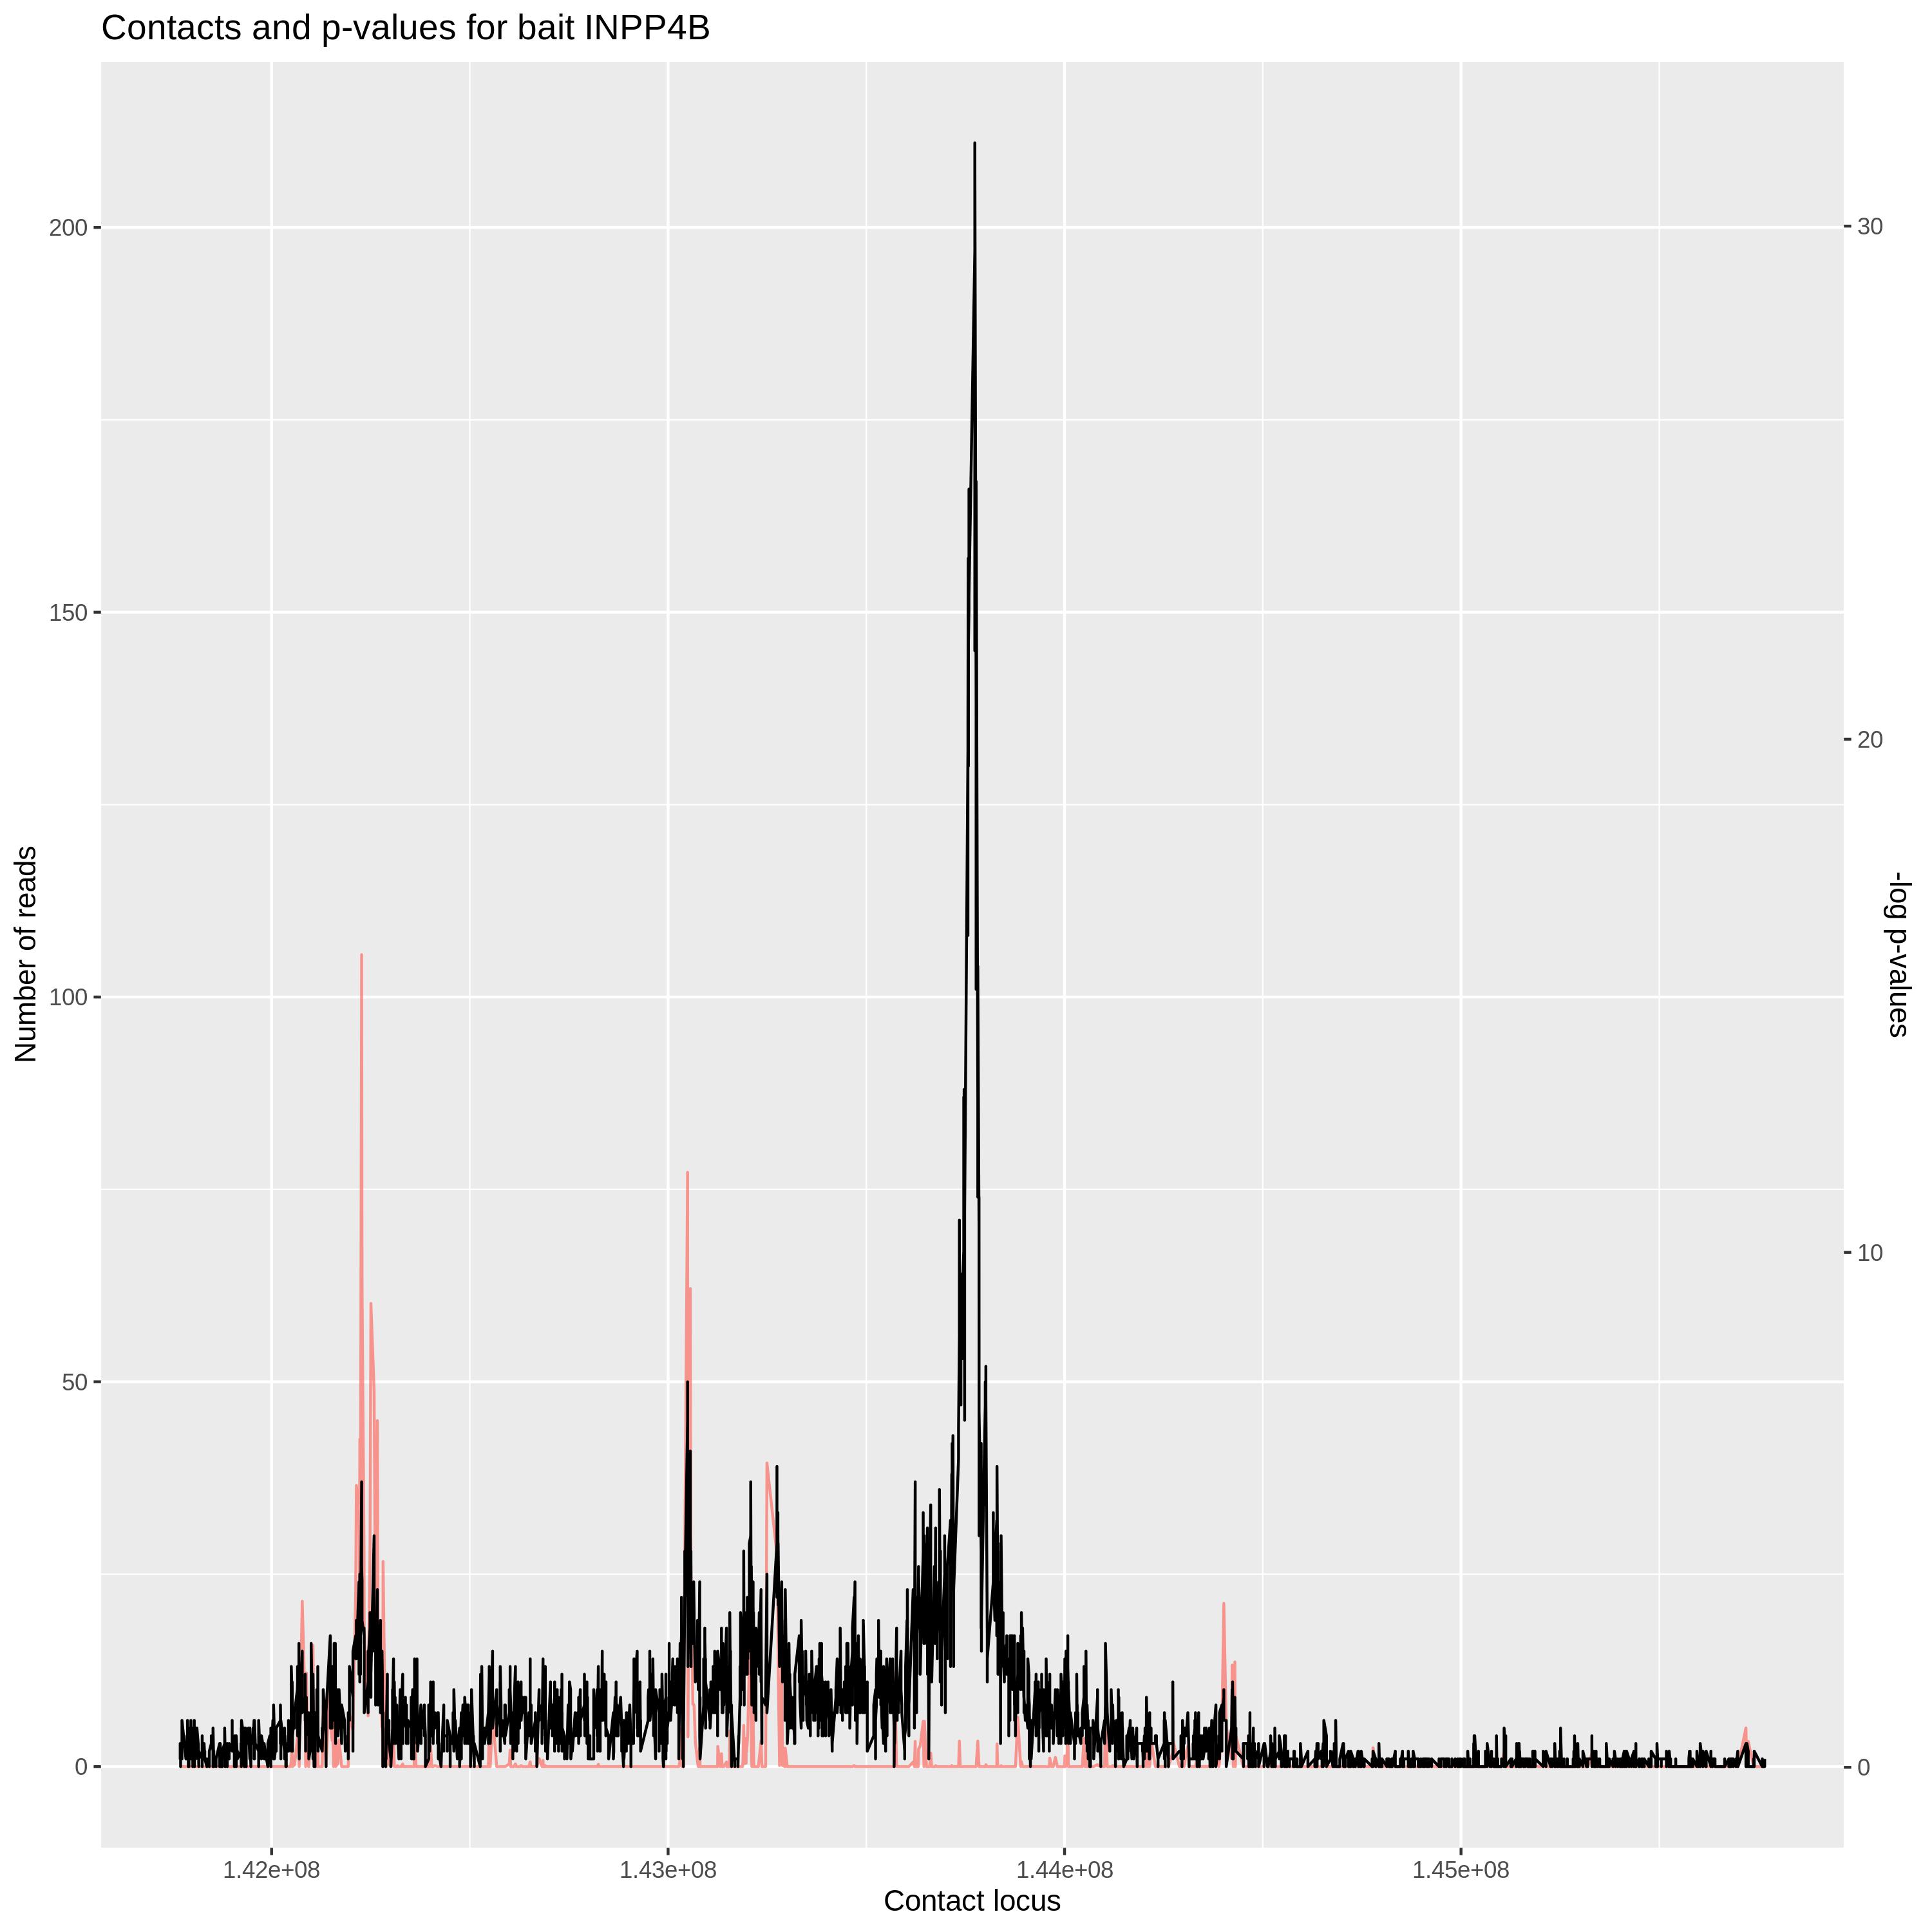 Contacts and p-values for bait INPP4B
200
150
100
50
0
Number of reads
30
20
10
0
-log p-values
1.42e+08
1.43e+08
1.44e+08
1.45e+08
Contact locus